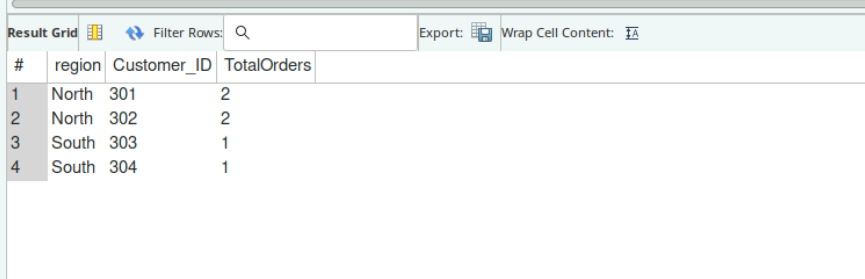 Result Grid Filter Rows: Export: Wrap Cell Content: IA
# region Customer_ID TotalOrders
1 North 301 2
2 North 302 2
3 South 303 1
4 South 304 1